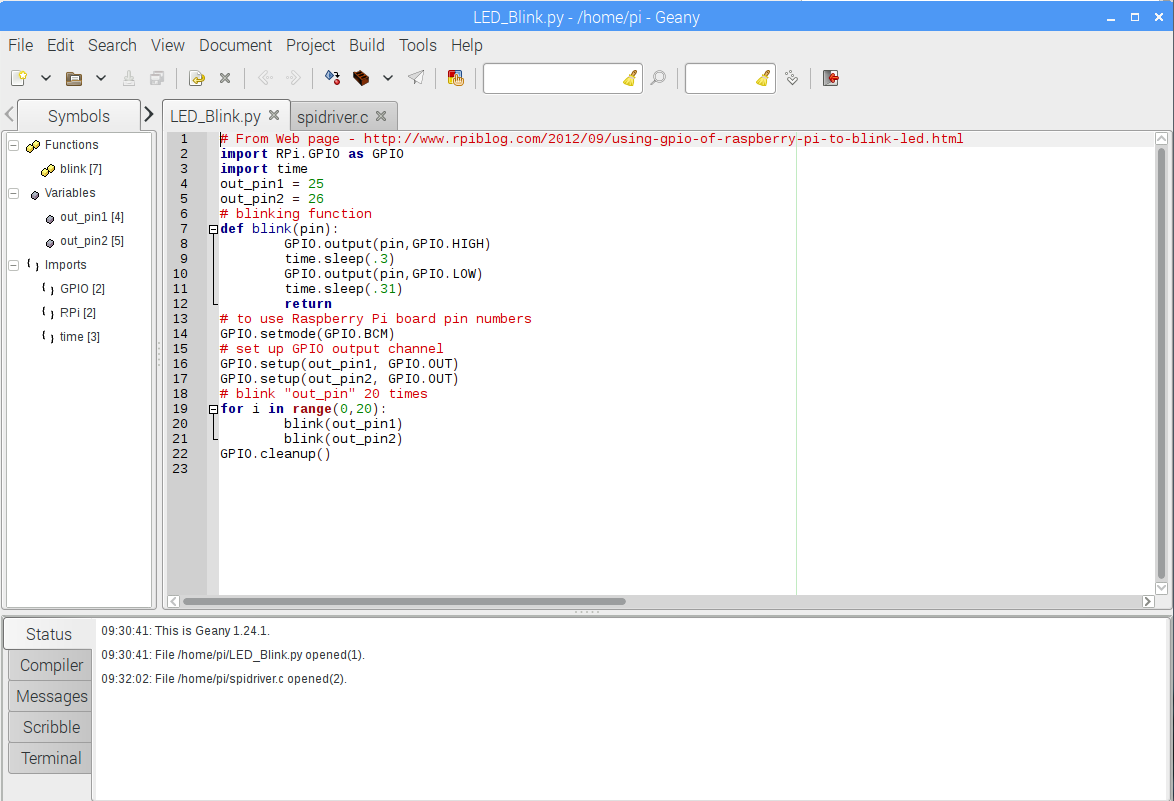 LED_Blink.py - /home/pi - Geany
File Edit Search View Document Project Build Tools Help
Symbols
LED_Blink.py
spidriver.c
Functions
blink [7]
Variables
out_pin1 [4]
out_pin2 [5]
Imports
GPIO [2]
RPi [2]
time [3]
1 # From Web page - http://www.rpiblog.com/2012/09/using-gpio-of-raspberry-pi-to-blink-led.html
2 import RPi.GPIO as GPIO
3 import time
4 out_pin1 = 25
5 out_pin2 = 26
6 # blinking function
7 def blink(pin):
8         GPIO.output(pin,GPIO.HIGH)
9         time.sleep(.3)
10         GPIO.output(pin,GPIO.LOW)
11         time.sleep(.31)
12         return
13 # to use Raspberry Pi board pin numbers
14 GPIO.setmode(GPIO.BCM)
15 # set up GPIO output channel
16 GPIO.setup(out_pin1, GPIO.OUT)
17 GPIO.setup(out_pin2, GPIO.OUT)
18 # blink "out_pin" 20 times
19 for i in range(0,20):
20         blink(out_pin1)
21         blink(out_pin2)
22 GPIO.cleanup()
23
Status
Compiler
Messages
Scribble
Terminal
09:30:41: This is Geany 1.24.1.
09:30:41: File /home/pi/LED_Blink.py opened(1).
09:32:02: File /home/pi/spidriver.c opened(2).